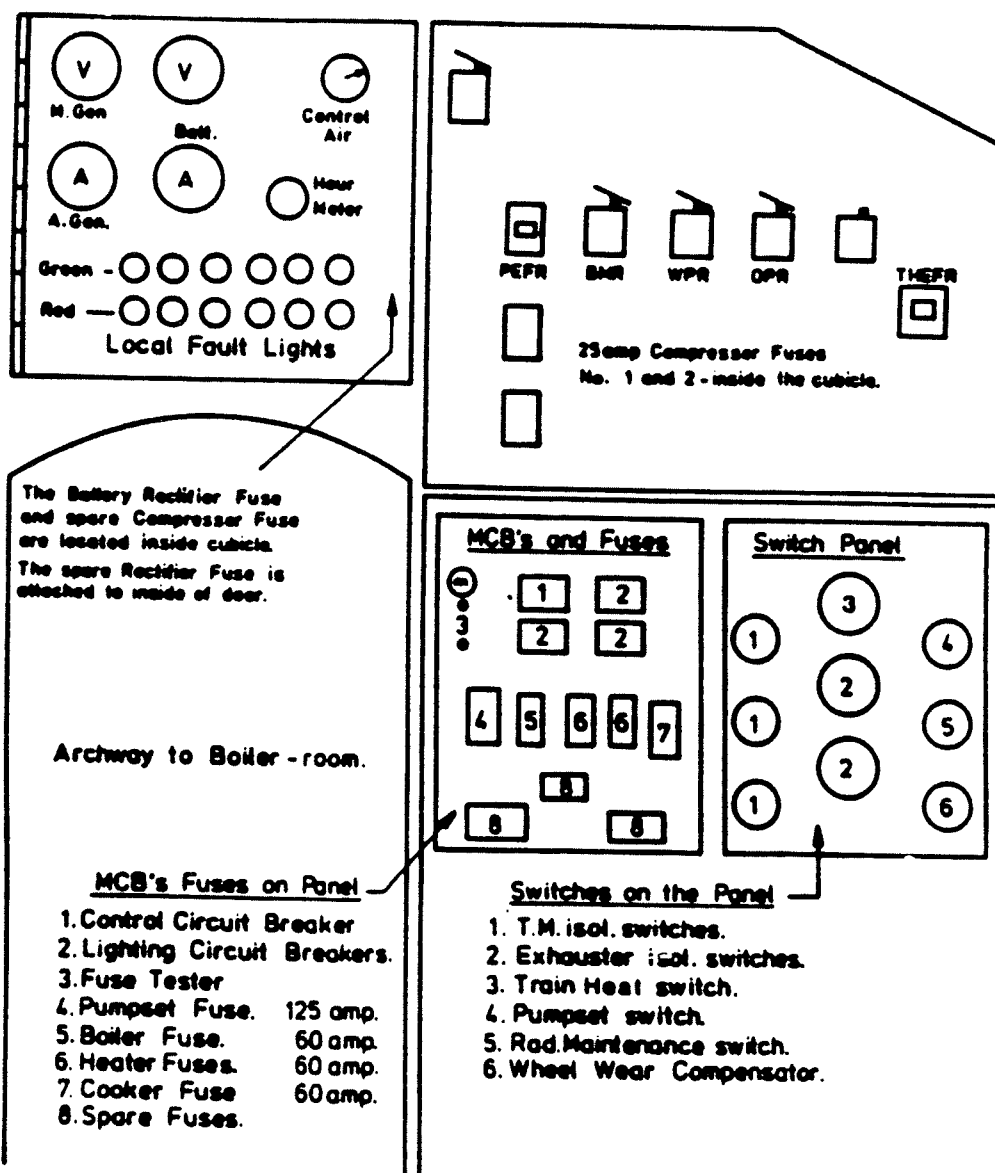 V
V
M.Gen
Batt.
Control
Air
A
A
A.Gen.
Hour
Meter
Green -
Red —
Local Fault Lights
PEFR
BMR
WPR
OPR
THEFR
25amp Compressor Fuses
No. 1 and 2 - inside the cubicle.
The Battery Rectifier Fuse
and spare Compressor Fuse
are located inside cubicle.
The spare Rectifier Fuse is
attached to inside of door.
Archway to Boiler - room.
MCB's and Fuses
1
2
3
2
2
4
5
6
6
7
8
8
8
Switch Panel
3
1
4
2
1
5
2
1
6
MCB's Fuses on Panel
1. Control Circuit Breaker
2. Lighting Circuit Breakers.
3. Fuse Tester
4. Pumpset Fuse. 125 amp.
5. Boiler Fuse. 60 amp.
6. Heater Fuses. 60 amp.
7. Cooker Fuse 60 amp.
8. Spare Fuses.
Switches on the Panel
1. T.M. isol. switches.
2. Exhauster isol. switches.
3. Train Heat switch.
4. Pumpset switch.
5. Rad. Maintenance switch.
6. Wheel Wear Compensator.